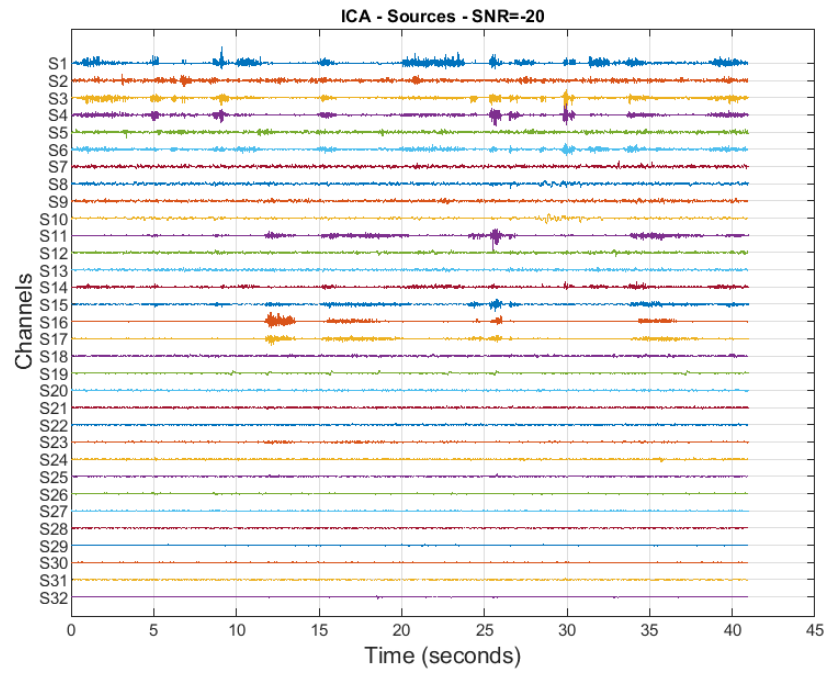 ICA - Sources - SNR=-20
S1
S2
S3
S4
S5
S6
S7
S8
S9
S10
S11
S12
S13
S14
S15
S16
S17
S18
S19
S20
S21
S22
S23
S24
S25
S26
S27
S28
S29
S30
S31
S32
Channels
0 5 10 15 20 25 30 35 40 45
Time (seconds)